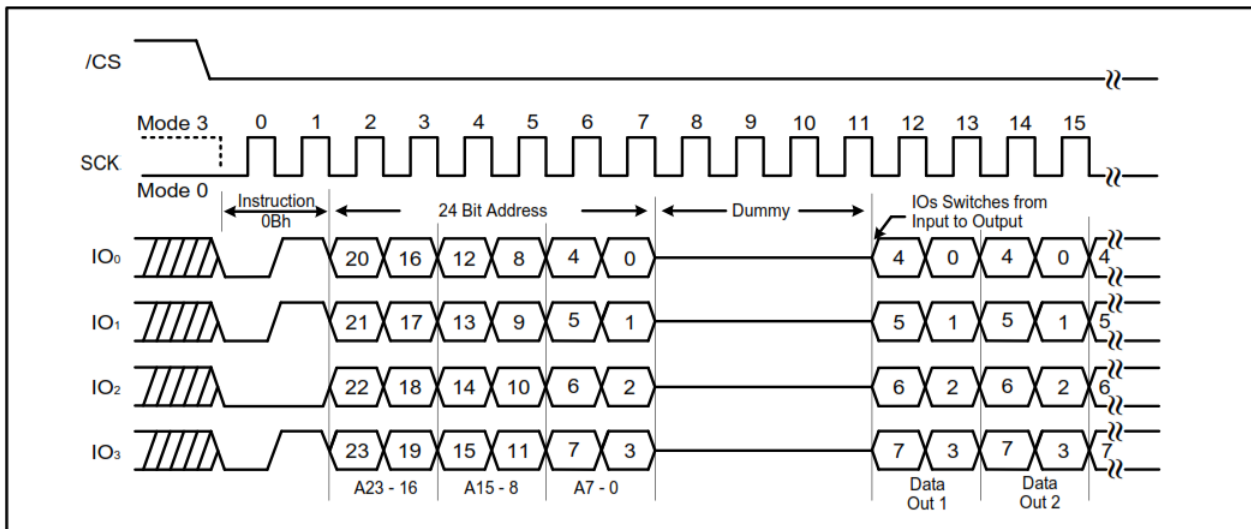 /CS
Mode 3 0 1 2 3 4 5 6 7 8 9 10 11 12 13 14 15
SCK
Mode 0
Instruction
0Bh
24 Bit Address
Dummy
IOs Switches from
Input to Output
IO₀ 20 16 12 8 4 0 4 0 4 0 4
IO₁ 21 17 13 9 5 1 5 1 5 1 5
IO₂ 22 18 14 10 6 2 6 2 6 2 6
IO₃ 23 19 15 11 7 3 7 3 7 3 7
A23 - 16 A15 - 8 A7 - 0
Data
Out 1
Data
Out 2